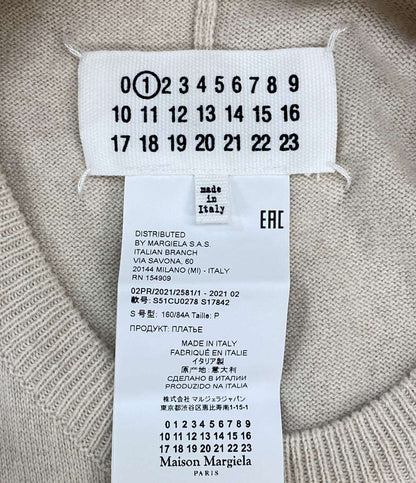 0 1 2 3 4 5 6 7 8 9
10 11 12 13 14 15 16
17 18 19 20 21 22 23
made
in
Italy
EAC
DISTRIBUTED
BY MARGIELA S.A.S.
ITALIAN BRANCH
VIA SAVONA, 60
20144 MILANO (MI) - ITALY
RN 154909
02PR/2021/2581/1 - 2021 02
MOD.: S51CU0278 S17842
S 号型: 160/84A Taille: P
ПРОДУКТ: ПЛАТЬЕ
MADE IN ITALY
FABRIQUÉ EN ITALIE
イタリア製
原产地: 意大利
СДЕЛАНО В ИТАЛИИ
PRODUZIDO NA ITÁLIA
株式会社 マルジェラジャパン
東京都渋谷区恵比寿南1-15-1
0 1 2 3 4 5 6 7 8 9
10 11 12 13 14 15 16
17 18 19 20 21 22 23
Maison Margiela
PARIS